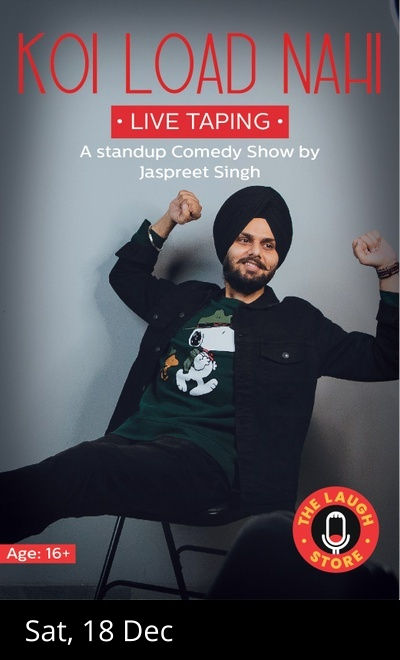 KOI LOAD NAHI
• LIVE TAPING •
A standup Comedy Show by
Jaspreet Singh
THE LAUGH
STORE
Age: 16+
Sat, 18 Dec